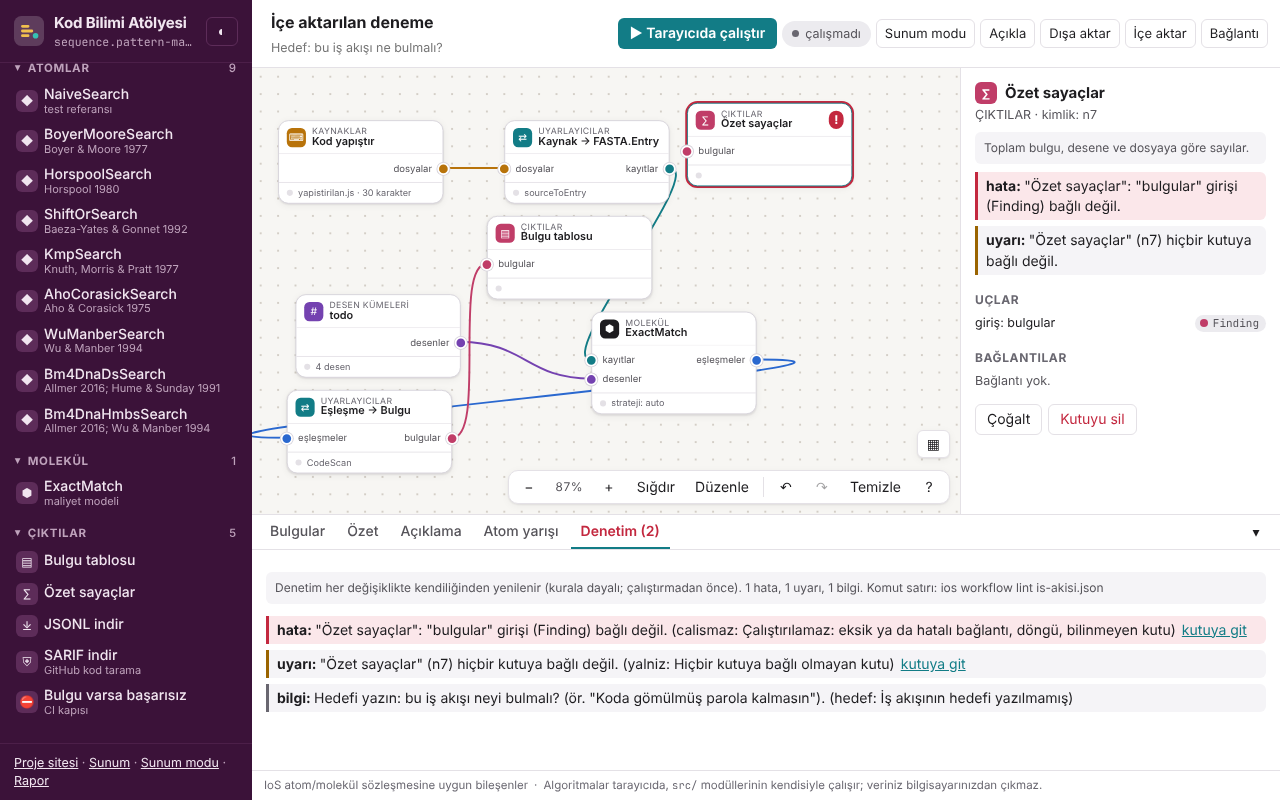 Kod Bilimi Atölyesi
sequence.pattern-ma…
▾ ATOMLAR 9
NaiveSearch
test referansı
BoyerMooreSearch
Boyer & Moore 1977
HorspoolSearch
Horspool 1980
ShiftOrSearch
Baeza-Yates & Gonnet 1992
KmpSearch
Knuth, Morris & Pratt 1977
AhoCorasickSearch
Aho & Corasick 1975
WuManberSearch
Wu & Manber 1994
Bm4DnaDsSearch
Allmer 2016; Hume & Sunday 1991
Bm4DnaHmbsSearch
Allmer 2016; Wu & Manber 1994
▾ MOLEKÜL 1
ExactMatch
maliyet modeli
▾ ÇIKTILAR 5
Bulgu tablosu
Özet sayaçlar
JSONL indir
SARIF indir
GitHub kod tarama
Bulgu varsa başarısız
CI kapısı
Proje sitesi · Sunum · Sunum modu ·
Rapor
İçe aktarılan deneme
Hedef: bu iş akışı ne bulmalı?
▶ Tarayıcıda çalıştır
çalışmadı
Sunum modu
Açıkla
Dışa aktar
İçe aktar
Bağlantı
KAYNAKLAR
Kod yapıştır
dosyalar
yapistirilan.js · 30 karakter
UYARLAYICILAR
Kaynak → FASTA.Entry
dosyalar kayıtlar
sourceToEntry
ÇIKTILAR
Özet sayaçlar
!
bulgular
ÇIKTILAR
Bulgu tablosu
bulgular
DESEN KÜMELERİ
todo
desenler
4 desen
MOLEKÜL
ExactMatch
kayıtlar eşleşmeler
desenler
strateji: auto
UYARLAYICILAR
Eşleşme → Bulgu
eşleşmeler bulgular
CodeScan
− 87% + Sığdır Düzenle ↶ ↷ Temizle ?
Özet sayaçlar
ÇIKTILAR · kimlik: n7
Toplam bulgu, desene ve dosyaya göre sayılar.
hata: "Özet sayaçlar": "bulgular" girişi
(Finding) bağlı değil.
uyarı: "Özet sayaçlar" (n7) hiçbir kutuya
bağlı değil.
UÇLAR
giriş: bulgular Finding
BAĞLANTILAR
Bağlantı yok.
Çoğalt Kutuyu sil
Bulgular Özet Açıklama Atom yarışı Denetim (2) ▼
Denetim her değişiklikte kendiliğinden yenilenir (kurala dayalı; çalıştırmadan önce). 1 hata, 1 uyarı, 1 bilgi. Komut satırı: ios workflow lint is-akisi.json
hata: "Özet sayaçlar": "bulgular" girişi (Finding) bağlı değil. (calismaz: Çalıştırılamaz: eksik ya da hatalı bağlantı, döngü, bilinmeyen kutu) kutuya git
uyarı: "Özet sayaçlar" (n7) hiçbir kutuya bağlı değil. (yalniz: Hiçbir kutuya bağlı olmayan kutu) kutuya git
bilgi: Hedefi yazın: bu iş akışı neyi bulmalı? (ör. "Koda gömülmüş parola kalmasın"). (hedef: İş akışının hedefi yazılmamış)
IoS atom/molekül sözleşmesine uygun bileşenler · Algoritmalar tarayıcıda, src/ modüllerinin kendisiyle çalışır; veriniz bilgisayarınızdan çıkmaz.